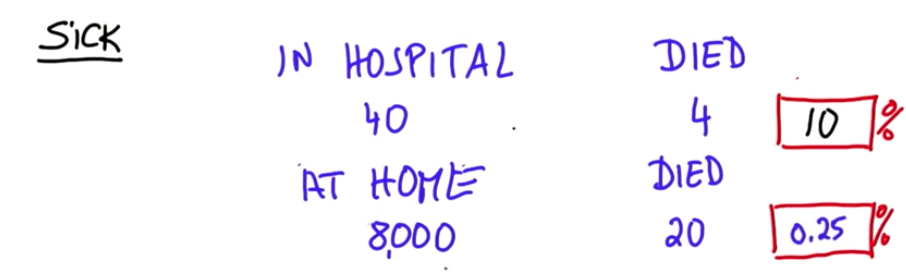 SiCK
IN HOSPITAL DIED
40 4 10 %
AT HOME DIED
8,000 20 0.25 %